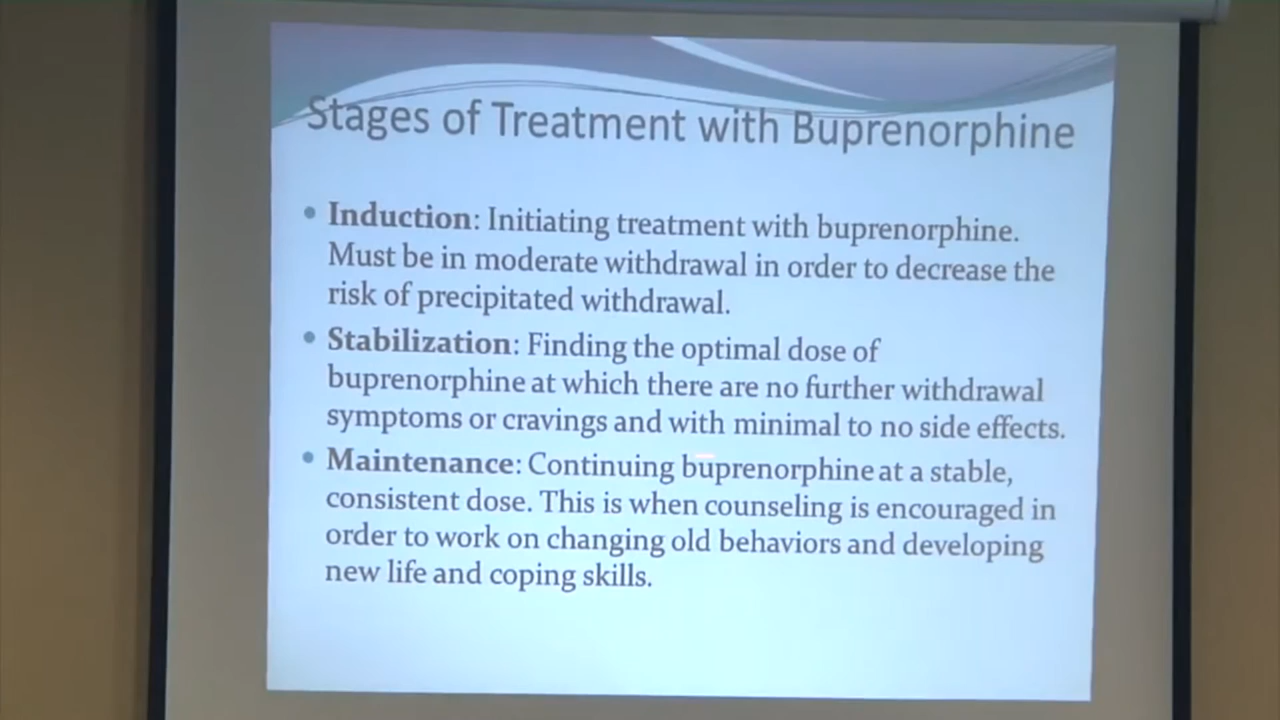 Stages of Treatment with Buprenorphine
• Induction: Initiating treatment with buprenorphine.
Must be in moderate withdrawal in order to decrease the
risk of precipitated withdrawal.
• Stabilization: Finding the optimal dose of
buprenorphine at which there are no further withdrawal
symptoms or cravings and with minimal to no side effects.
• Maintenance: Continuing buprenorphine at a stable,
consistent dose. This is when counseling is encouraged in
order to work on changing old behaviors and developing
new life and coping skills.